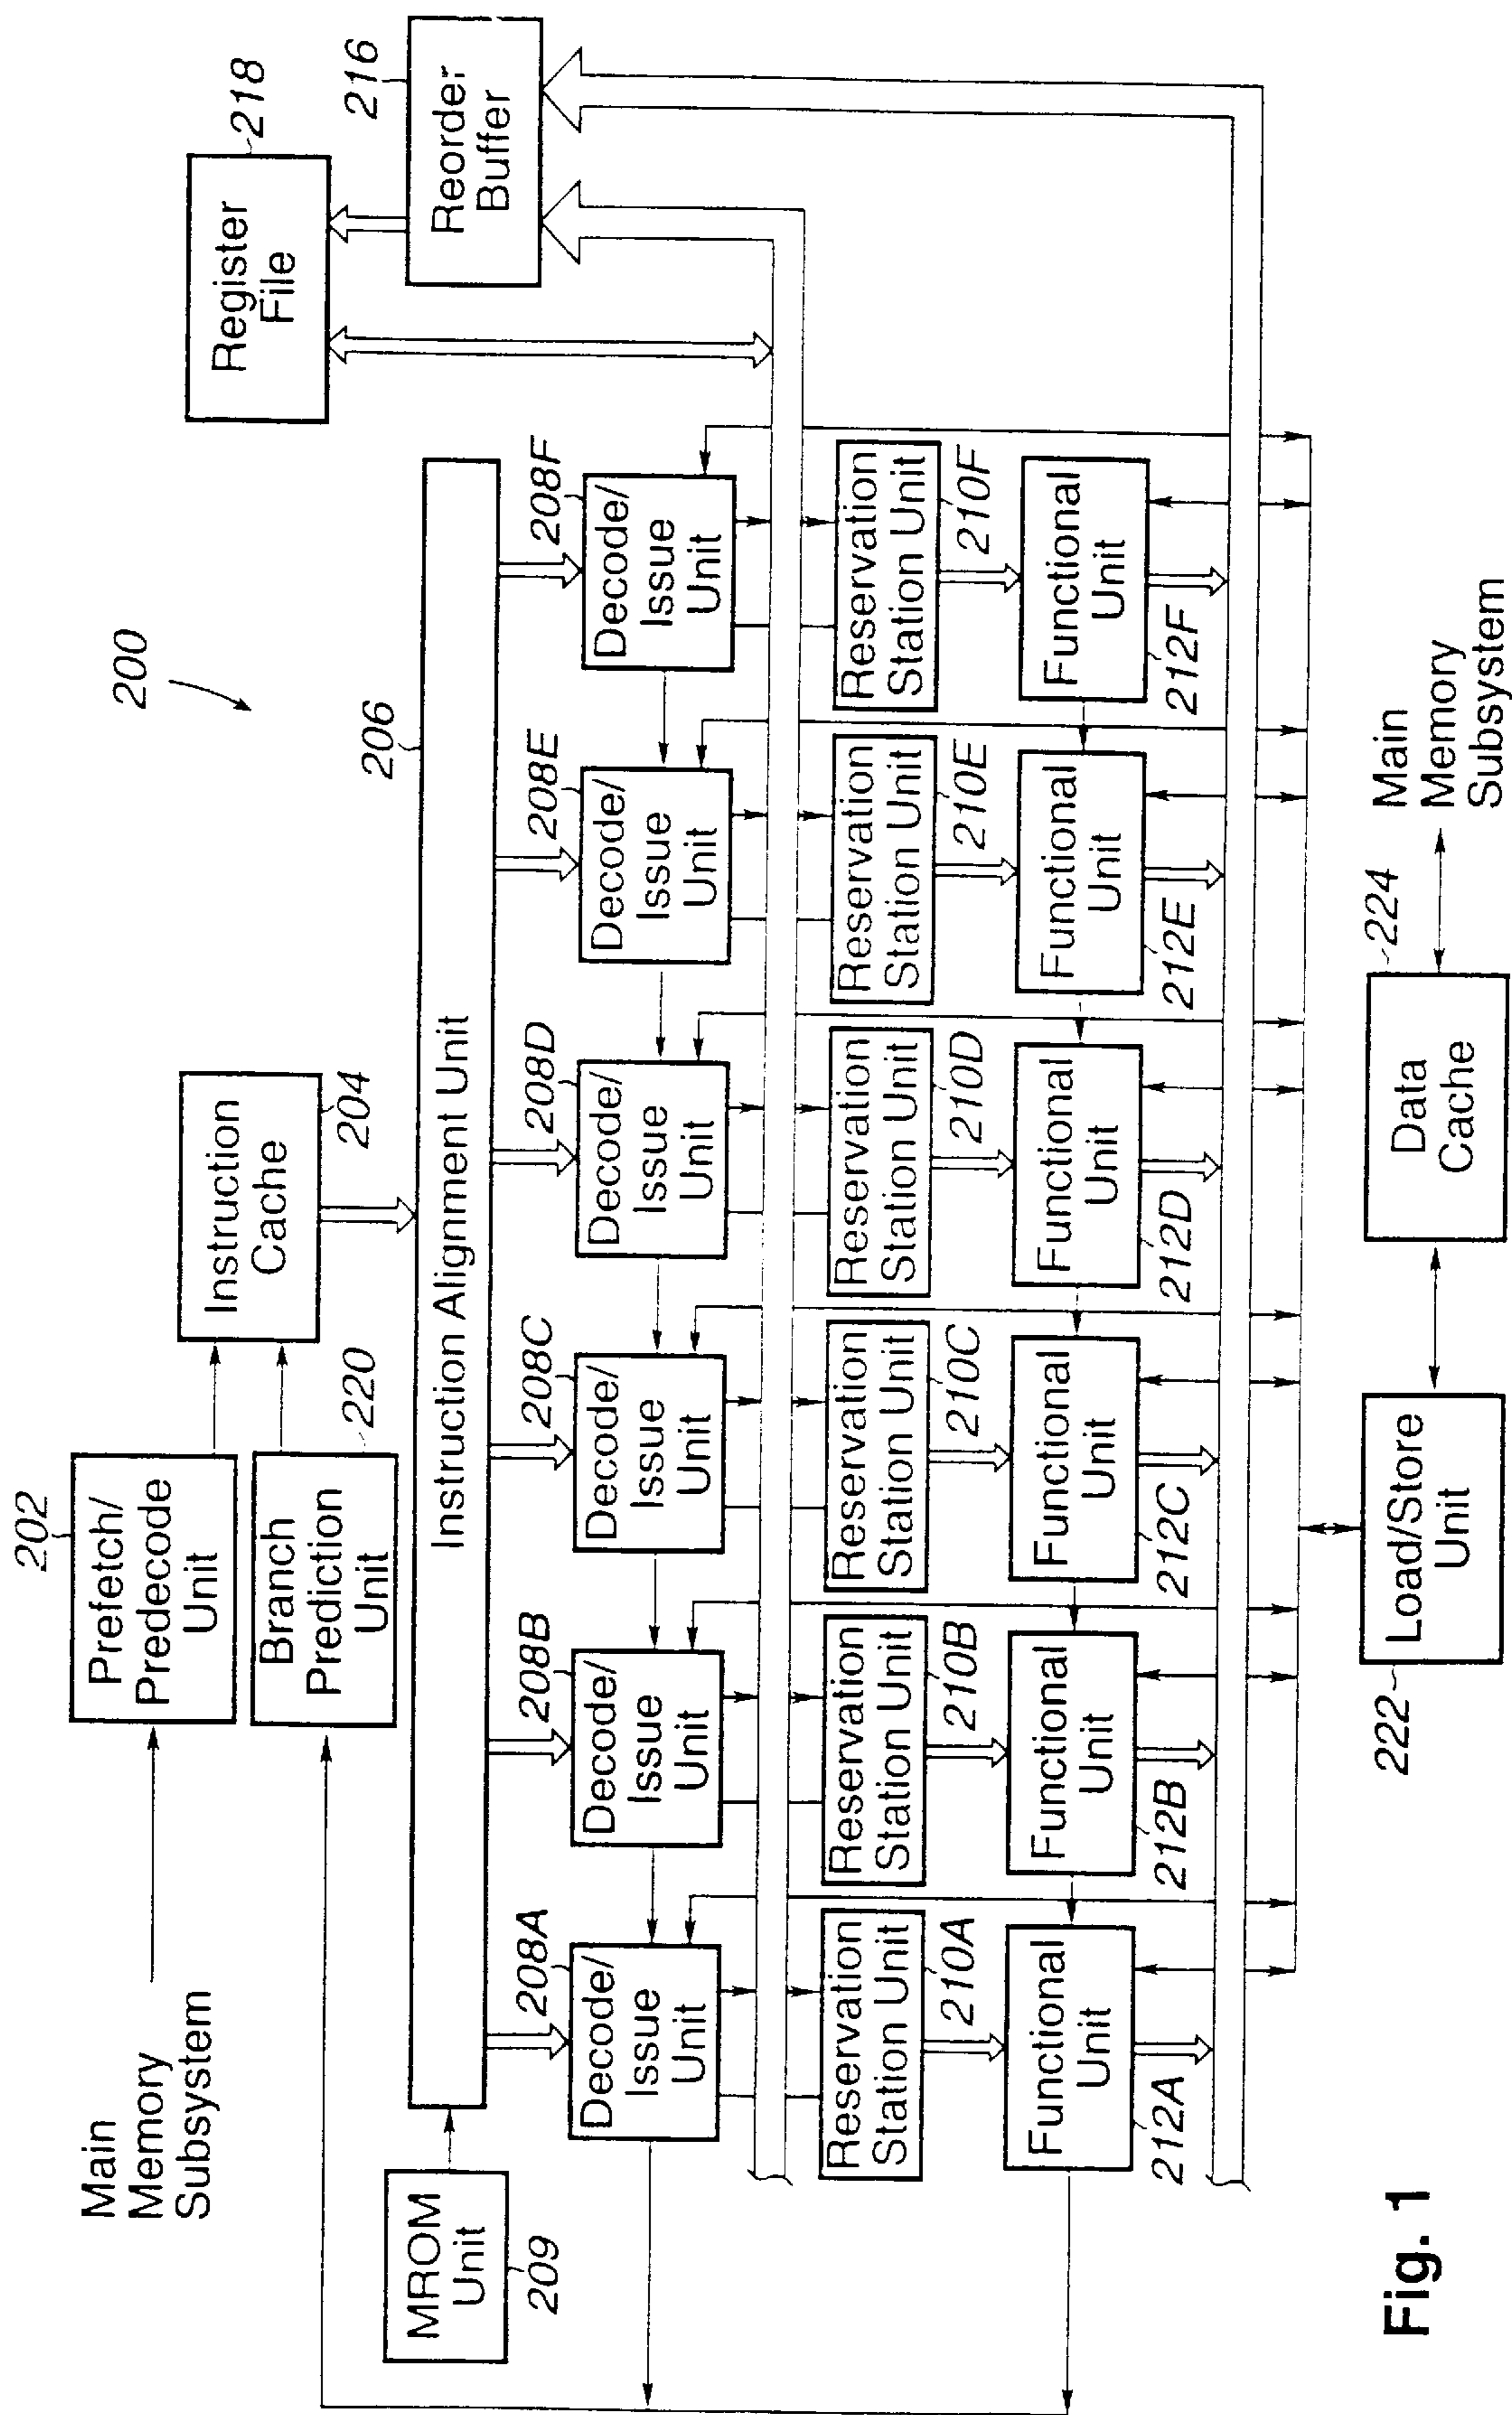 200
Main
Memory
Subsystem
202
Prefetch/
Predecode
Unit
Branch
Prediction
Unit
220
Instruction
Cache
204
Register
File
218
Reorder
Buffer
216
MROM
Unit
209
Instruction Alignment Unit
206
208A
Decode/
Issue
Unit
208B
Decode/
Issue
Unit
208C
Decode/
Issue
Unit
208D
Decode/
Issue
Unit
208E
Decode/
Issue
Unit
208F
Decode/
Issue
Unit
Reservation
Station Unit
210A
Reservation
Station Unit
210B
Reservation
Station Unit
210C
Reservation
Station Unit
210D
Reservation
Station Unit
210E
Reservation
Station Unit
210F
Functional
Unit
212A
Functional
Unit
212B
Functional
Unit
212C
Functional
Unit
212D
Functional
Unit
212E
Functional
Unit
212F
222
Load/Store
Unit
Data
Cache
224
Main
Memory
Subsystem
Fig. 1